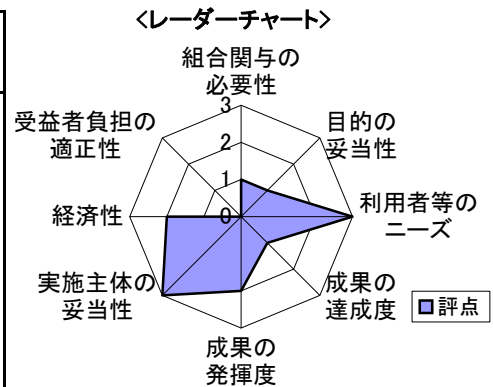 <レーダーチャート>
組合関与の
必要性
目的の
妥当性
利用者等の
ニーズ
成果の
達成度
成果の
発揮度
実施主体の
妥当性
経済性
受益者負担の
適正性
3
2
1
0
評点